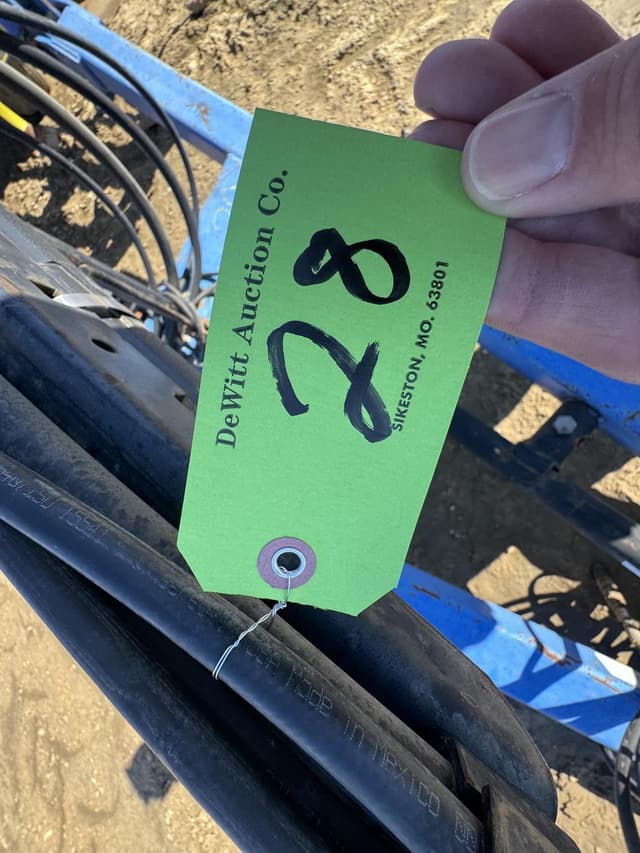 DeWitt Auction Co.
28
SIKESTON, MO. 63801
Made in Mexico